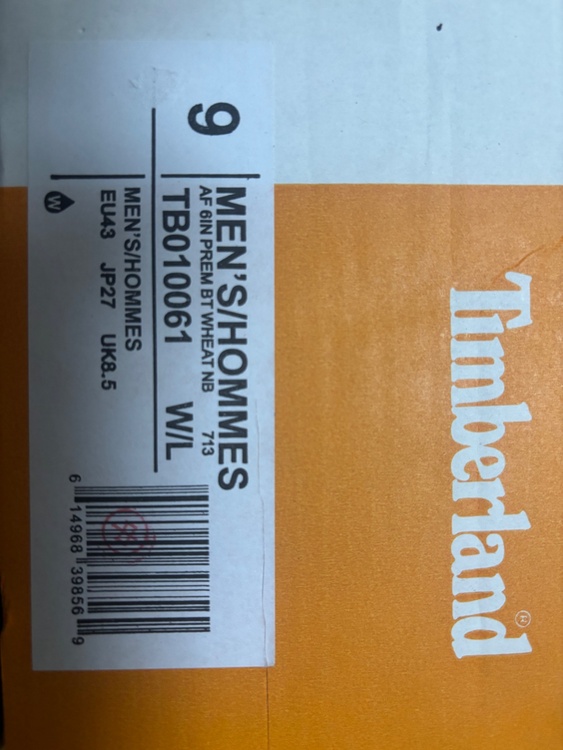 9
MEN'S/HOMMES
AF 6IN PREM BT WHEAT NB 713
TB010061 W/L
MEN'S/HOMMES
EU43 JP27 UK8.5
W
6 14968 39856 9
Timberland®